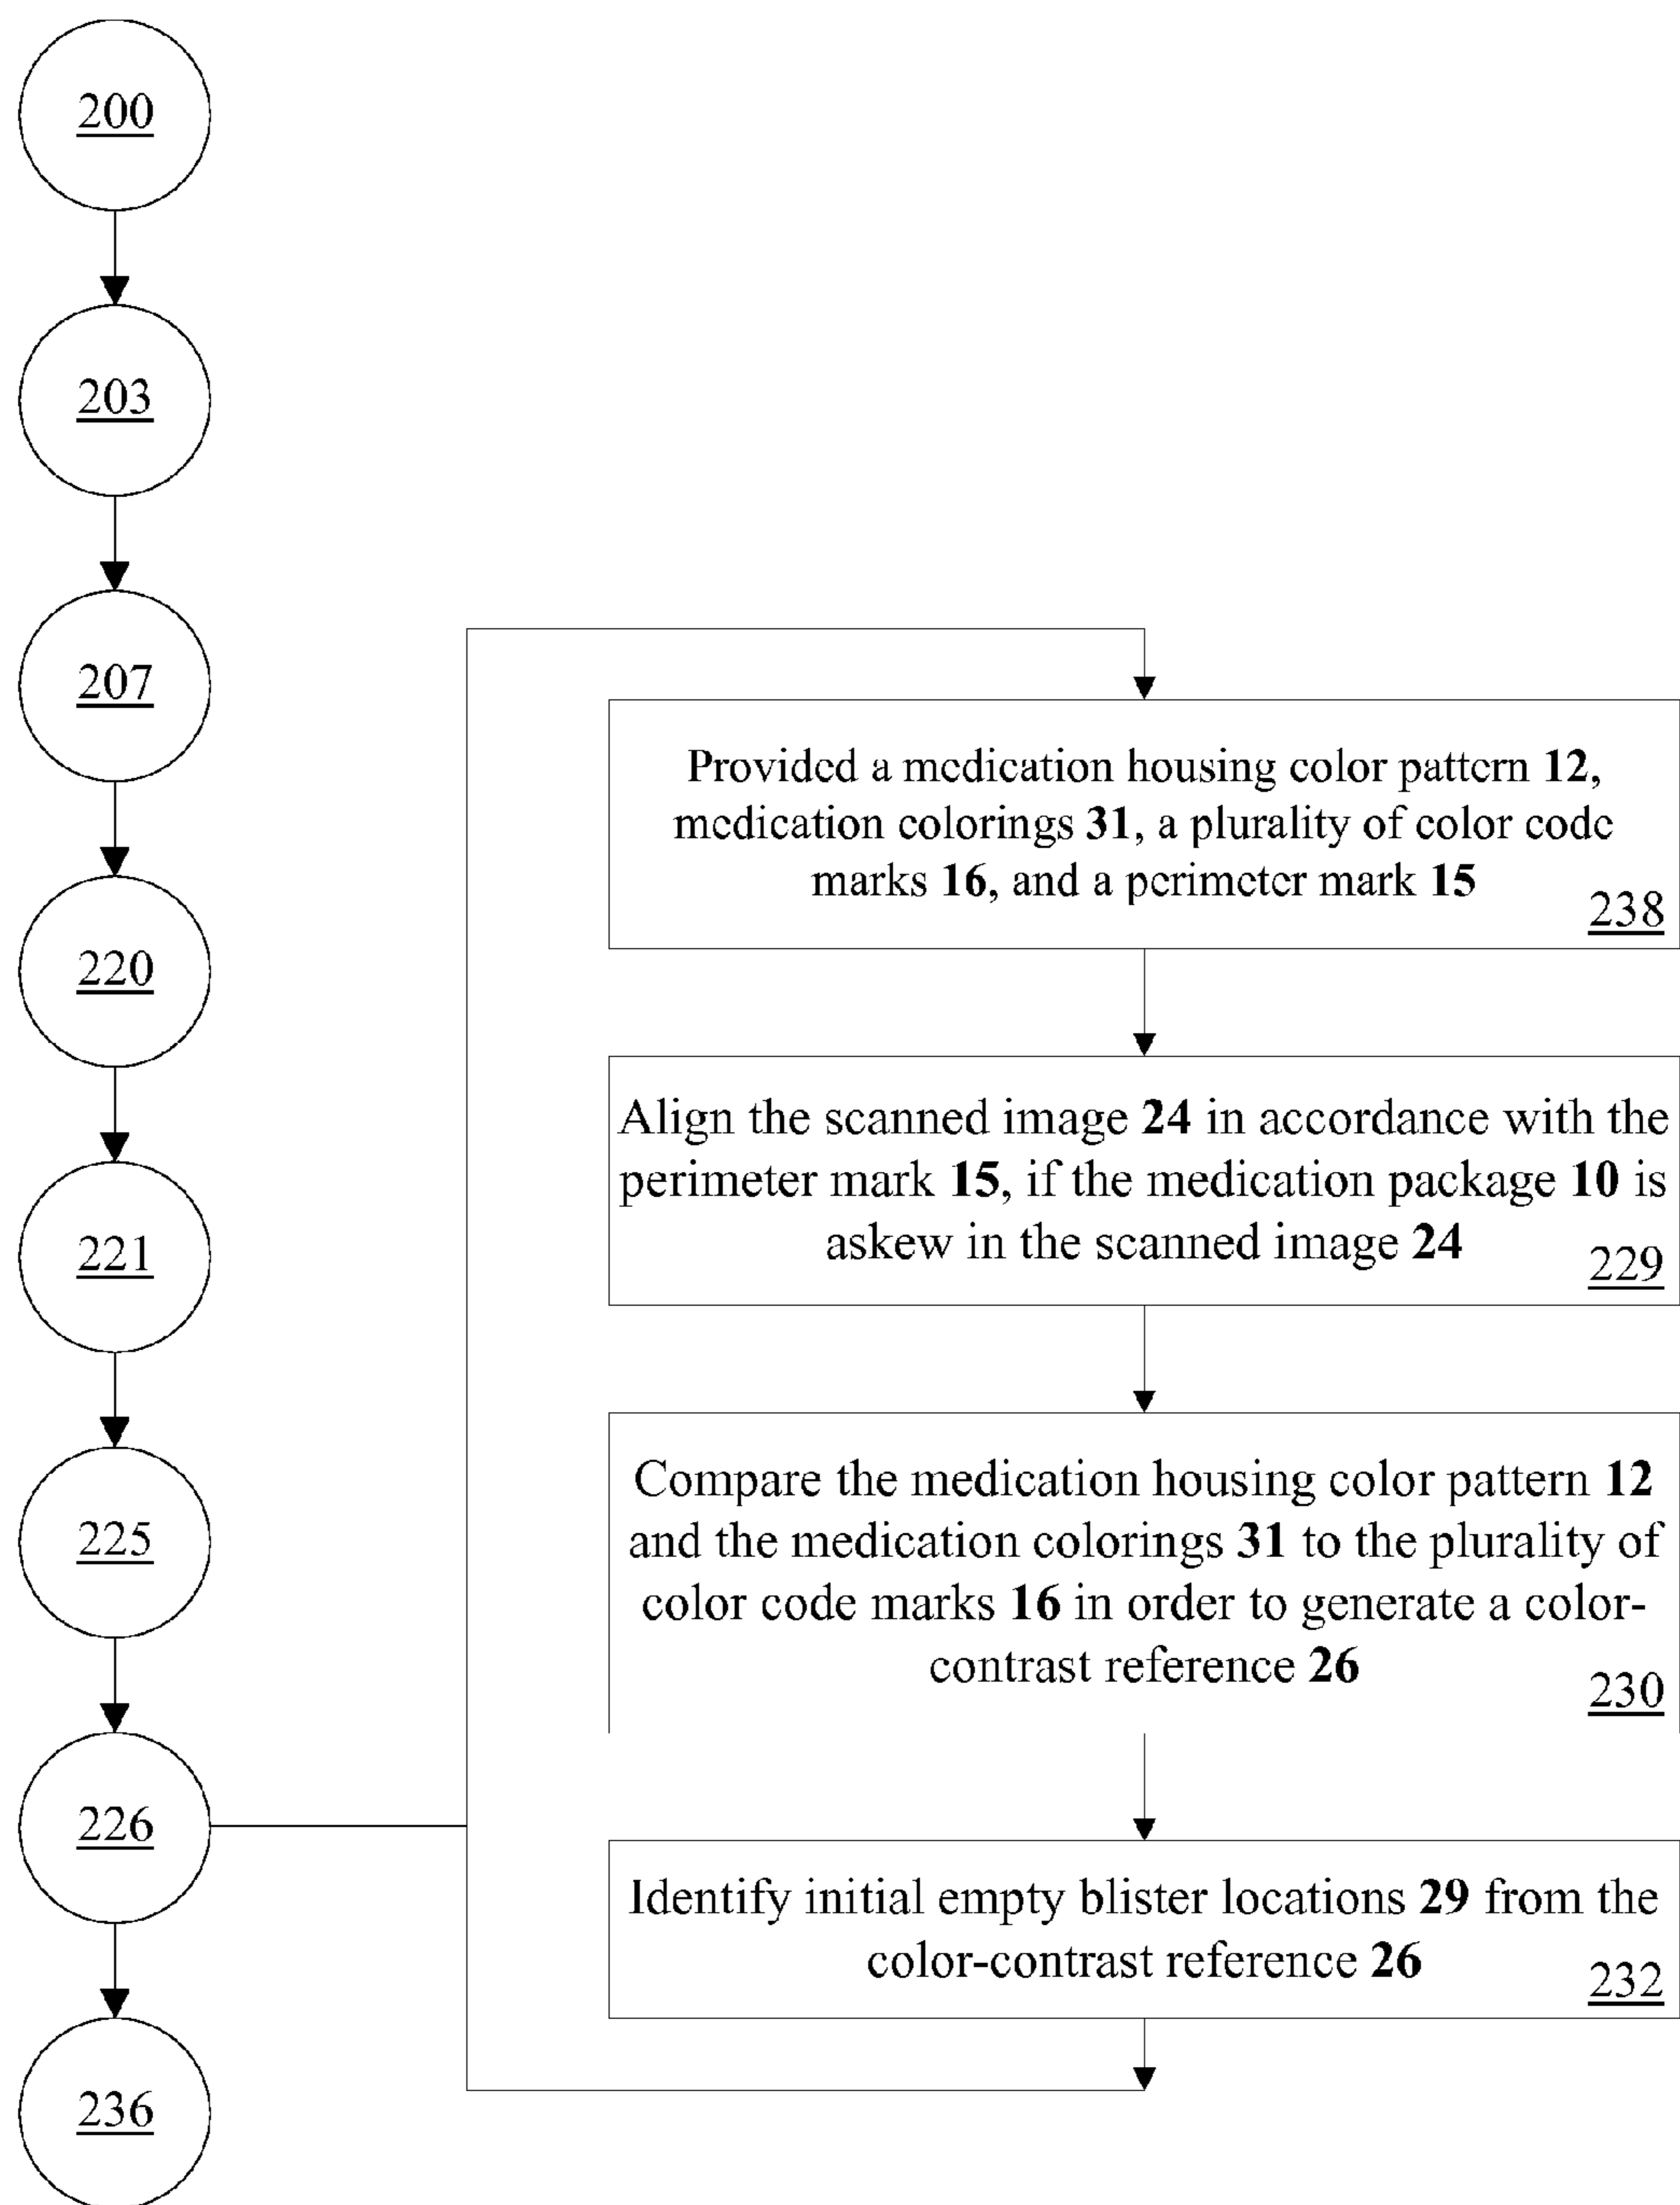 200
203
207
220
221
225
226
236
Provided a medication housing color pattern 12,
medication colorings 31, a plurality of color code
marks 16, and a perimeter mark 15
238
Align the scanned image 24 in accordance with the
perimeter mark 15, if the medication package 10 is
askew in the scanned image 24
229
Compare the medication housing color pattern 12
and the medication colorings 31 to the plurality of
color code marks 16 in order to generate a color-
contrast reference 26
230
Identify initial empty blister locations 29 from the
color-contrast reference 26
232